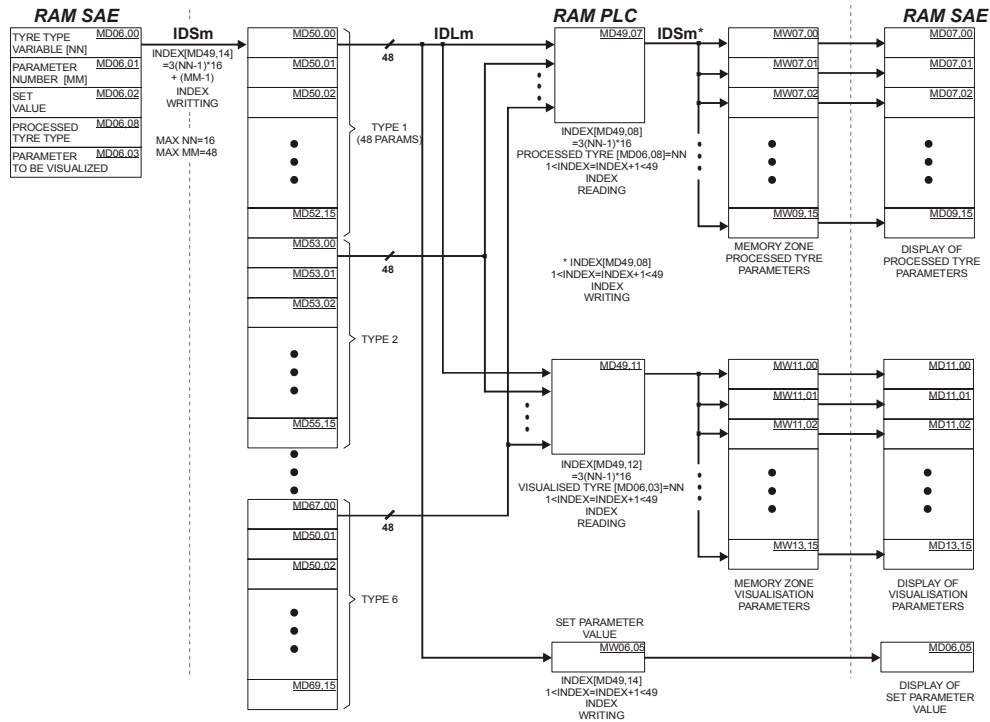 RAM SAE
RAM PLC
RAM SAE
TYRE TYPE MD06,00
VARIABLE [NN]
PARAMETER MD06,01
NUMBER [MM]
SET MD06,02
VALUE
PROCESSED MD06,08
TYRE TYPE
PARAMETER MD06,03
TO BE VISUALIZED
IDSm
INDEX[MD49,14]
=3(NN-1)*16
+ (MM-1)
INDEX
WRITTING
MAX NN=16
MAX MM=48
MD50,00
MD50,01
MD50,02
MD52,15
TYPE 1
(48 PARAMS)
MD53,00
MD53,01
MD53,02
MD55,15
TYPE 2
MD67,00
MD50,01
MD50,02
MD69,15
TYPE 6
48
48
48
IDLm
MD49,07
INDEX[MD49,08]
=3(NN-1)*16
PROCESSED TYRE [MD06,08]=NN
1<INDEX=INDEX+1<49
INDEX
READING
* INDEX[MD49,08]
1<INDEX=INDEX+1<49
INDEX
WRITING
MD49,11
INDEX[MD49,12]
=3(NN-1)*16
VISUALISED TYRE [MD06,03]=NN
1<INDEX=INDEX+1<49
INDEX
READING
SET PARAMETER
VALUE
MW06,05
INDEX[MD49,14]
1<INDEX=INDEX+1<49
INDEX
WRITING
IDSm*
MW07,00
MW07,01
MW07,02
MW09,15
MEMORY ZONE
PROCESSED TYRE
PARAMETERS
MW11,00
MW11,01
MW11,02
MW13,15
MEMORY ZONE
VISUALISATION
PARAMETERS
MD07,00
MD07,01
MD07,02
MD09,15
DISPLAY OF
PROCESSED TYRE
PARAMETERS
MD11,00
MD11,01
MD11,02
MD13,15
DISPLAY OF
VISUALISATION
PARAMETERS
MD06,05
DISPLAY OF
SET PARAMETER
VALUE